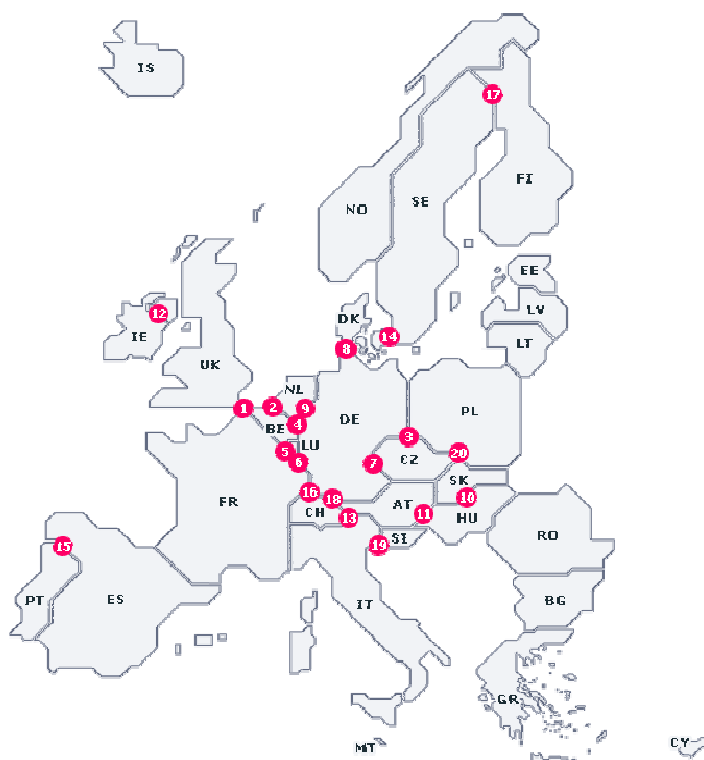 IS
17
FI
SE
NO
EE
LV
12
DK
14
IE
LT
8
UK
NL
1
2
9
PL
DE
4
BE
3
LU
5
6
7
CZ
20
SK
16
18
10
FR
CH
AT
13
11
HU
SI
RO
15
19
PT
ES
IT
BG
GR
MT
CY